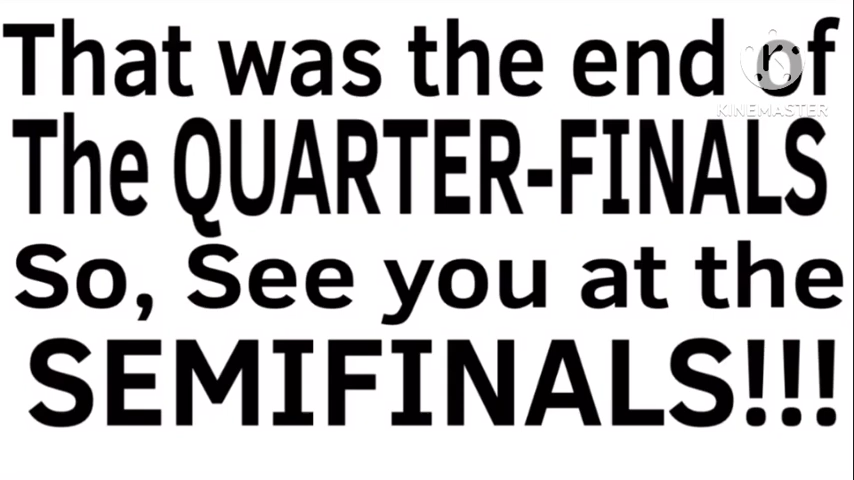 That was the end of
KINEMASTER
The QUARTER-FINALS
So, See you at the
SEMIFINALS!!!